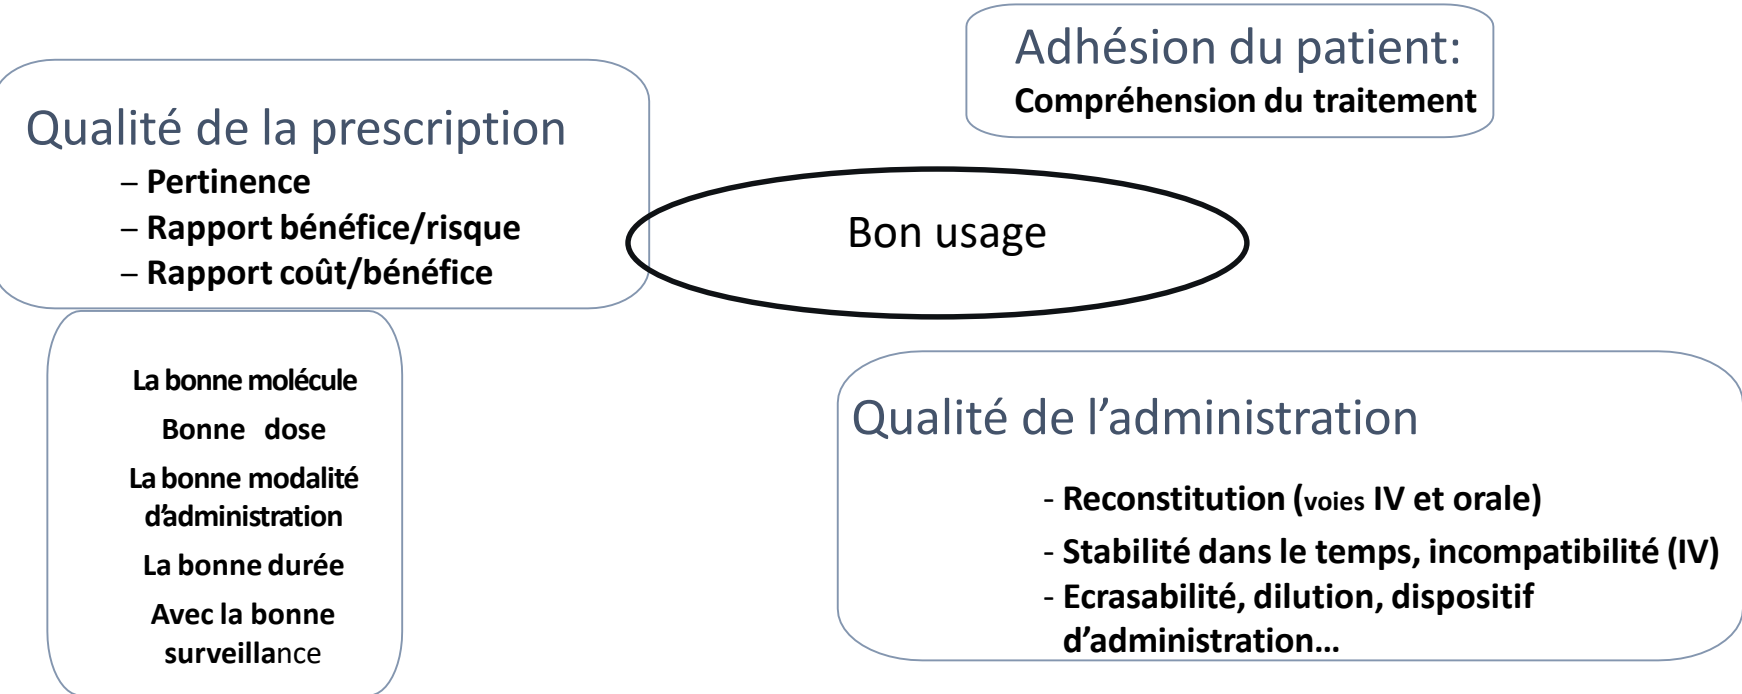 Adhésion du patient:
Compréhension du traitement
Qualité de la prescription
– Pertinence
– Rapport bénéfice/risque
– Rapport coût/bénéfice
Bon usage
La bonne molécule
Bonne dose
La bonne modalité
d'administration
La bonne durée
Avec la bonne
surveillance
Qualité de l’administration
- Reconstitution (voies IV et orale)
- Stabilité dans le temps, incompatibilité (IV)
- Ecrasabilité, dilution, dispositif
d’administration…